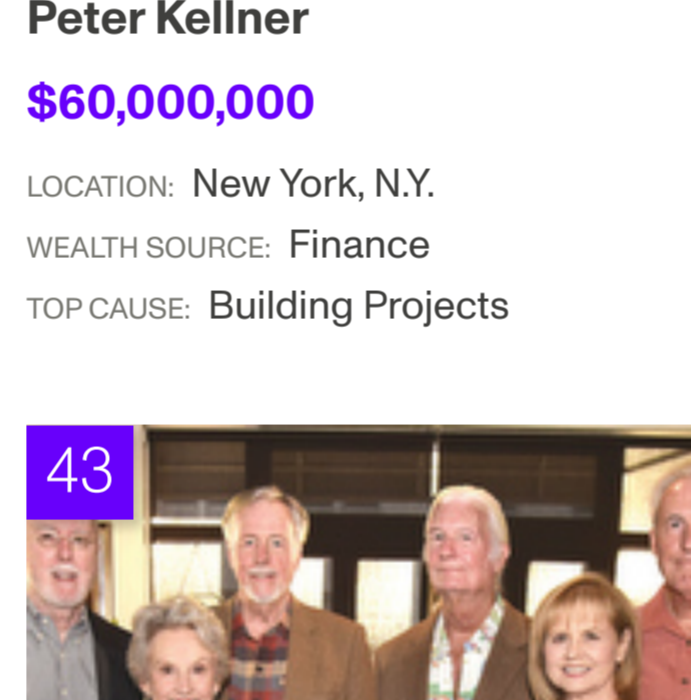 Peter Kellner
$60,000,000
LOCATION: New York, N.Y.
WEALTH SOURCE: Finance
TOP CAUSE: Building Projects
43